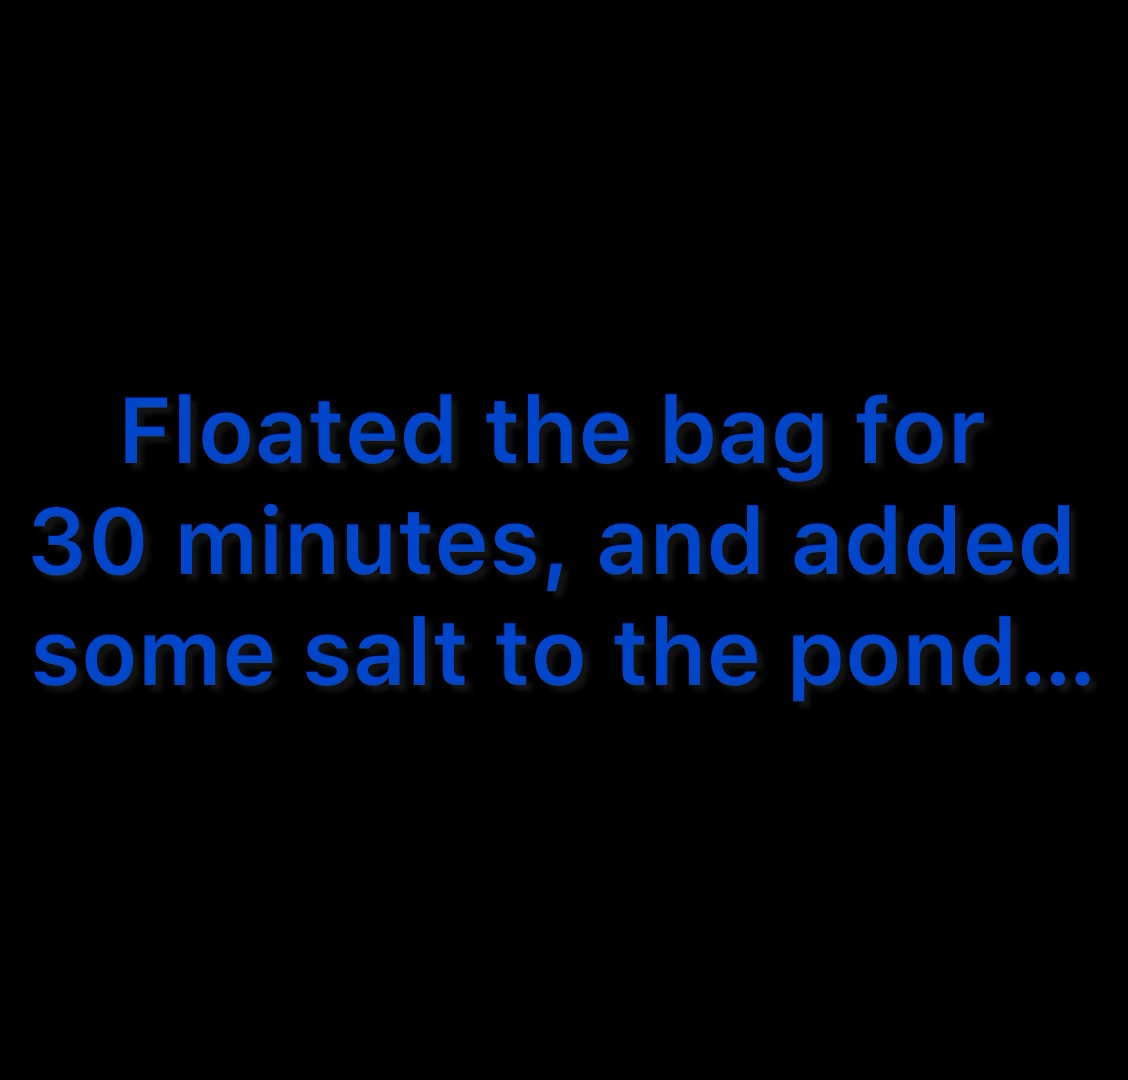 Floated the bag for
30 minutes, and added
some salt to the pond...